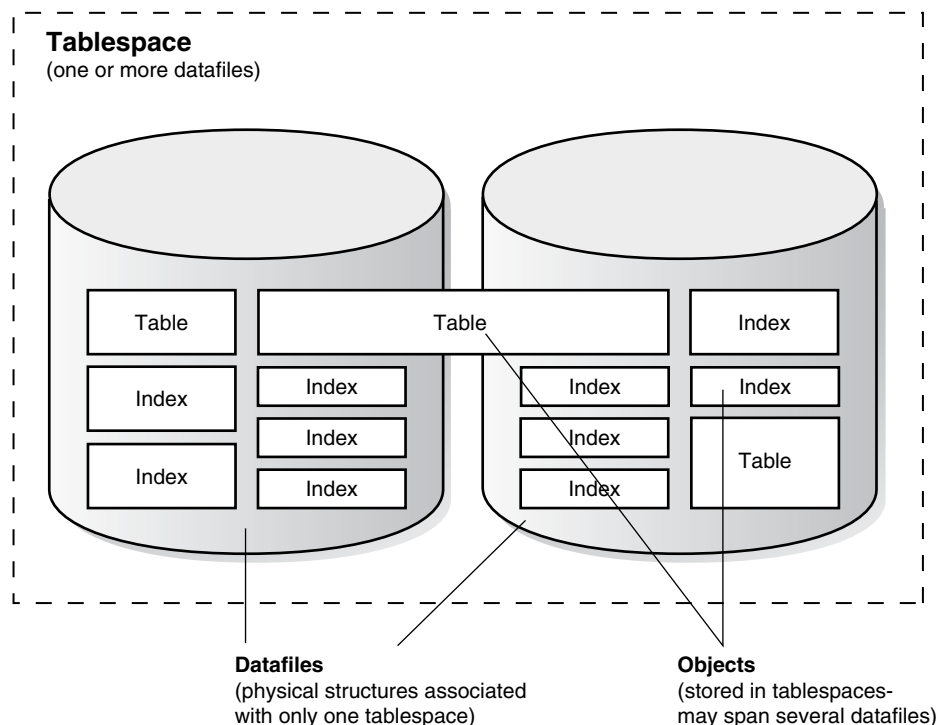 Tablespace
(one or more datafiles)
Table
Table
Index
Index
Index
Index
Index
Index
Index
Index
Index
Index
Index
Table
Datafiles
(physical structures associated
with only one tablespace)
Objects
(stored in tablespaces-
may span several datafiles)